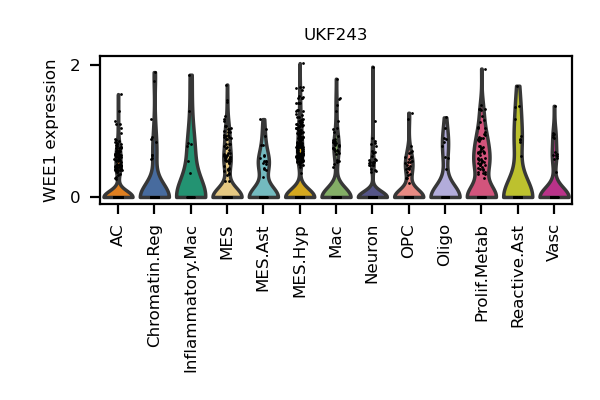 UKF243
WEE1 expression
2
0
AC
Chromatin.Reg
Inflammatory.Mac
MES
MES.Ast
MES.Hyp
Mac
Neuron
OPC
Oligo
Prolif.Metab
Reactive.Ast
Vasc